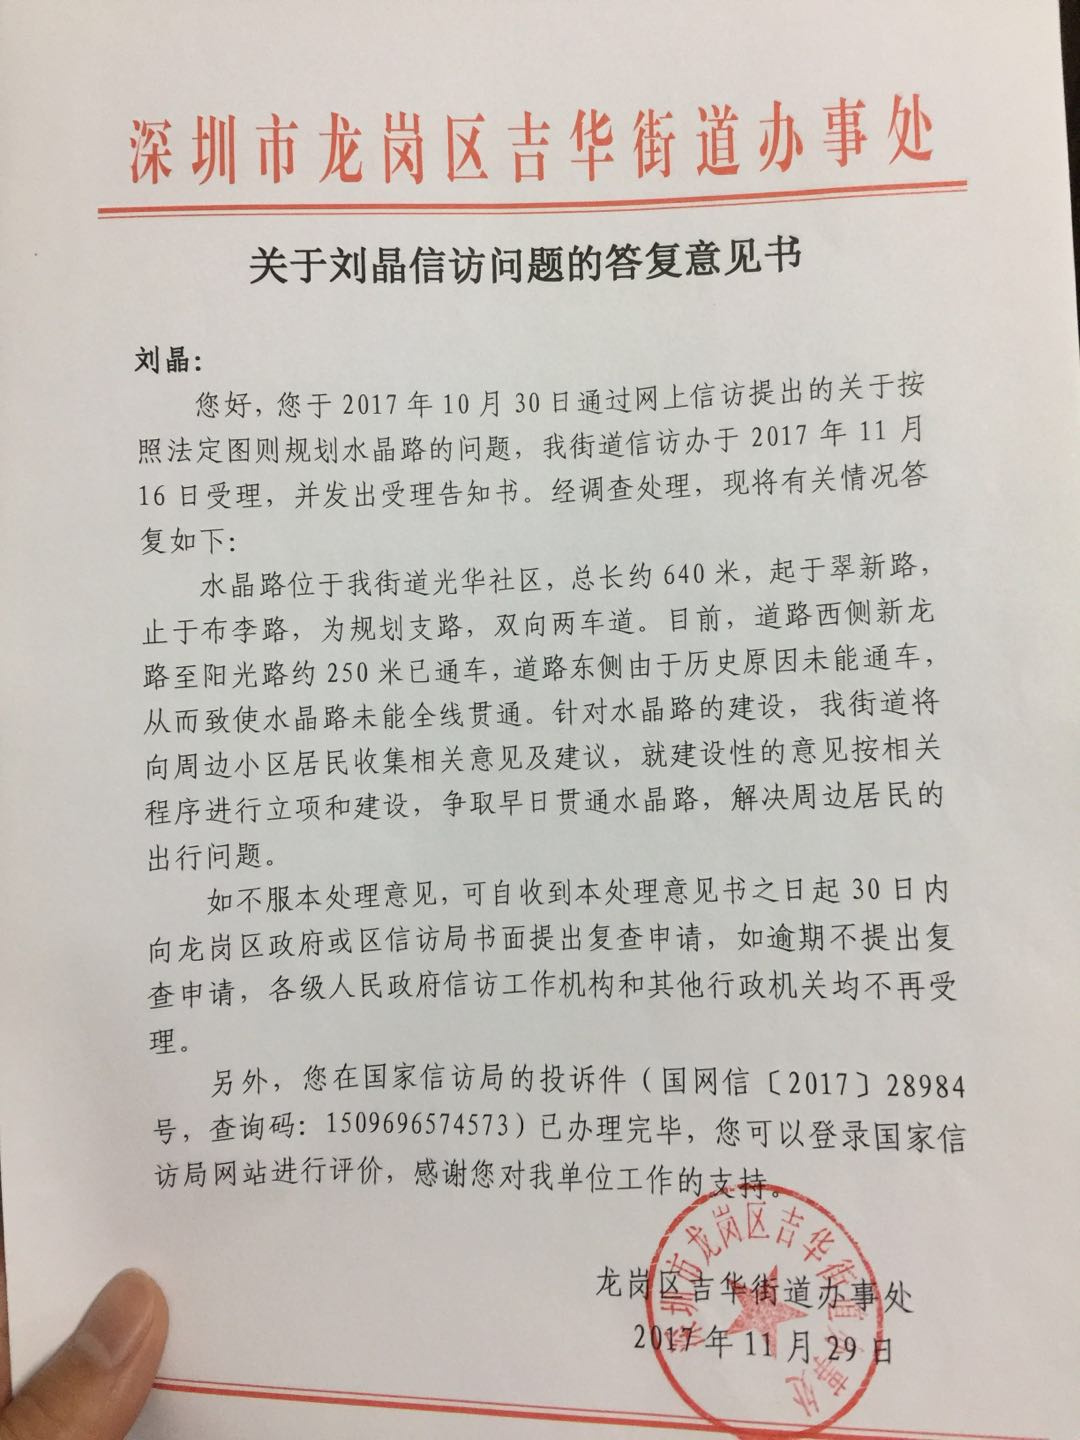 深圳市龙岗区吉华街道办事处
关于刘晶信访问题的答复意见书
刘晶：
您好，您于 2017 年 10 月 30 日通过网上信访提出的关于按
照法定图则规划水晶路的问题，我街道信访办于 2017 年 11 月
16 日受理，并发出受理告知书。经调查处理，现将有关情况答
复如下：
水晶路位于我街道光华社区，总长约 640 米，起于翠新路，
止于布李路，为规划支路，双向两车道。目前，道路西侧新龙
路至阳光路约 250 米已通车，道路东侧由于历史原因未能通车，
从而致使水晶路未能全线贯通。针对水晶路的建设，我街道将
向周边小区居民收集相关意见及建议，就建设性的意见按相关
程序进行立项和建设，争取早日贯通水晶路，解决周边居民的
出行问题。
如不服本处理意见，可自收到本处理意见书之日起 30 日内
向龙岗区政府或区信访局书面提出复查申请，如逾期不提出复
查申请，各级人民政府信访工作机构和其他行政机关均不再受
理。
另外，您在国家信访局的投诉件（国网信〔2017〕28984
号，查询码：1509696574573）已办理完毕，您可以登录国家信
访局网站进行评价，感谢您对我单位工作的支持。
龙岗区吉华街道办事处
2017 年 11 月 29 日
深圳市龙岗区吉华街道办事处